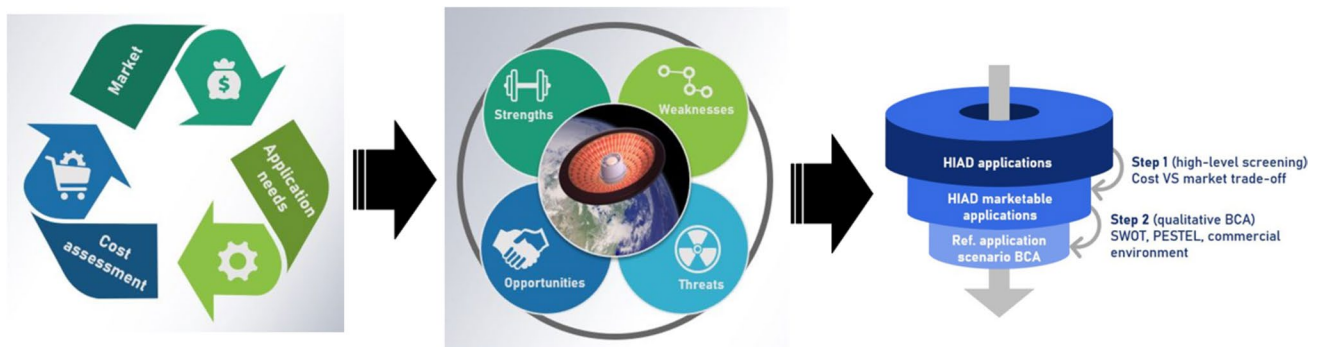 Market
$
Application
needs
Cost
assessment
Strengths
Weaknesses
Opportunities
Threats
HIAD applications
HIAD marketable
applications
Ref. application
scenario BCA
Step 1 (high-level screening)
Cost VS market trade-off
Step 2 (qualitative BCA)
SWOT, PESTEL, commercial
environment